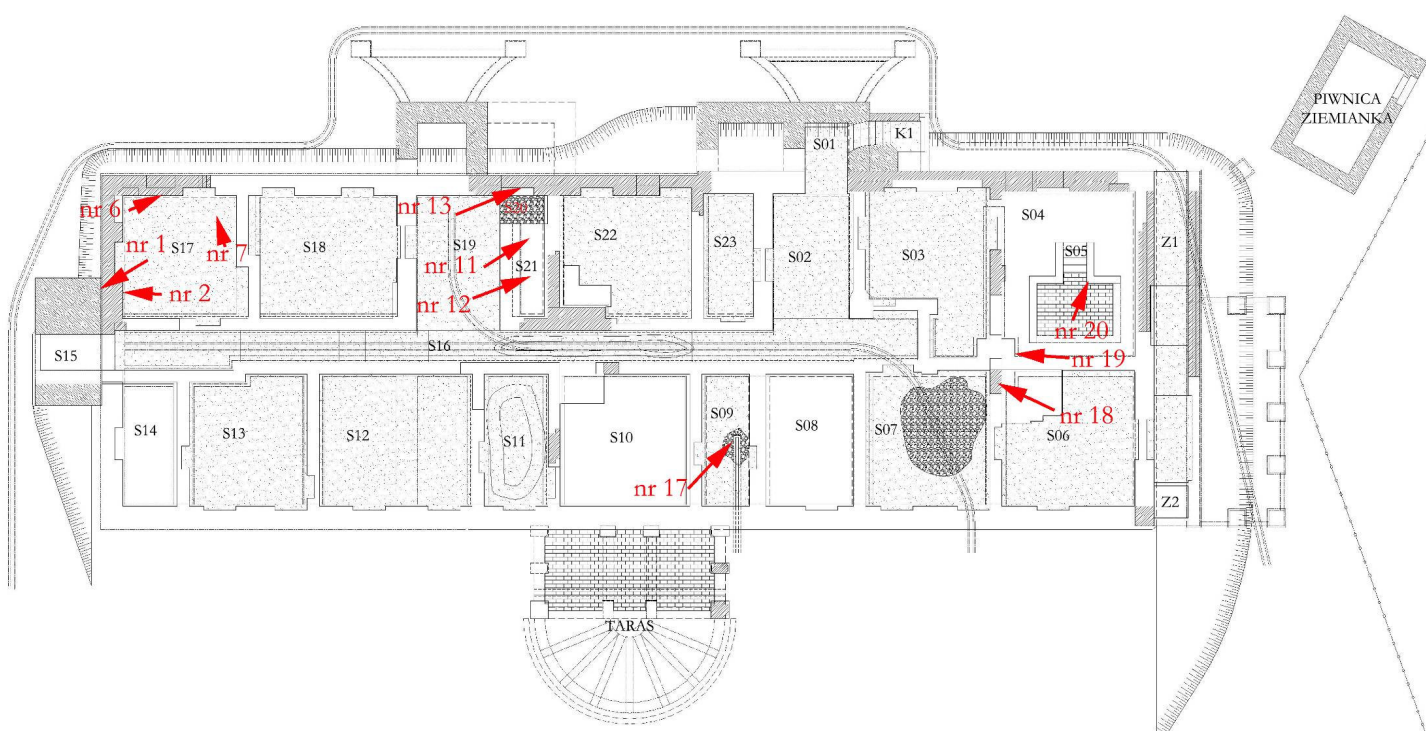 PIWNICA
ZIEMIANKA
K1
S01
nr 6
nr 13
S04
nr 1
S17
nr 7
S18
S19
nr 11
S21
S22
S23
S02
S03
S05
Z1
nr 2
nr 12
nr 20
S15
S16
nr 19
S14
S13
S12
S11
S10
S09
S08
S07
nr 18
S06
nr 17
Z2
TARAS